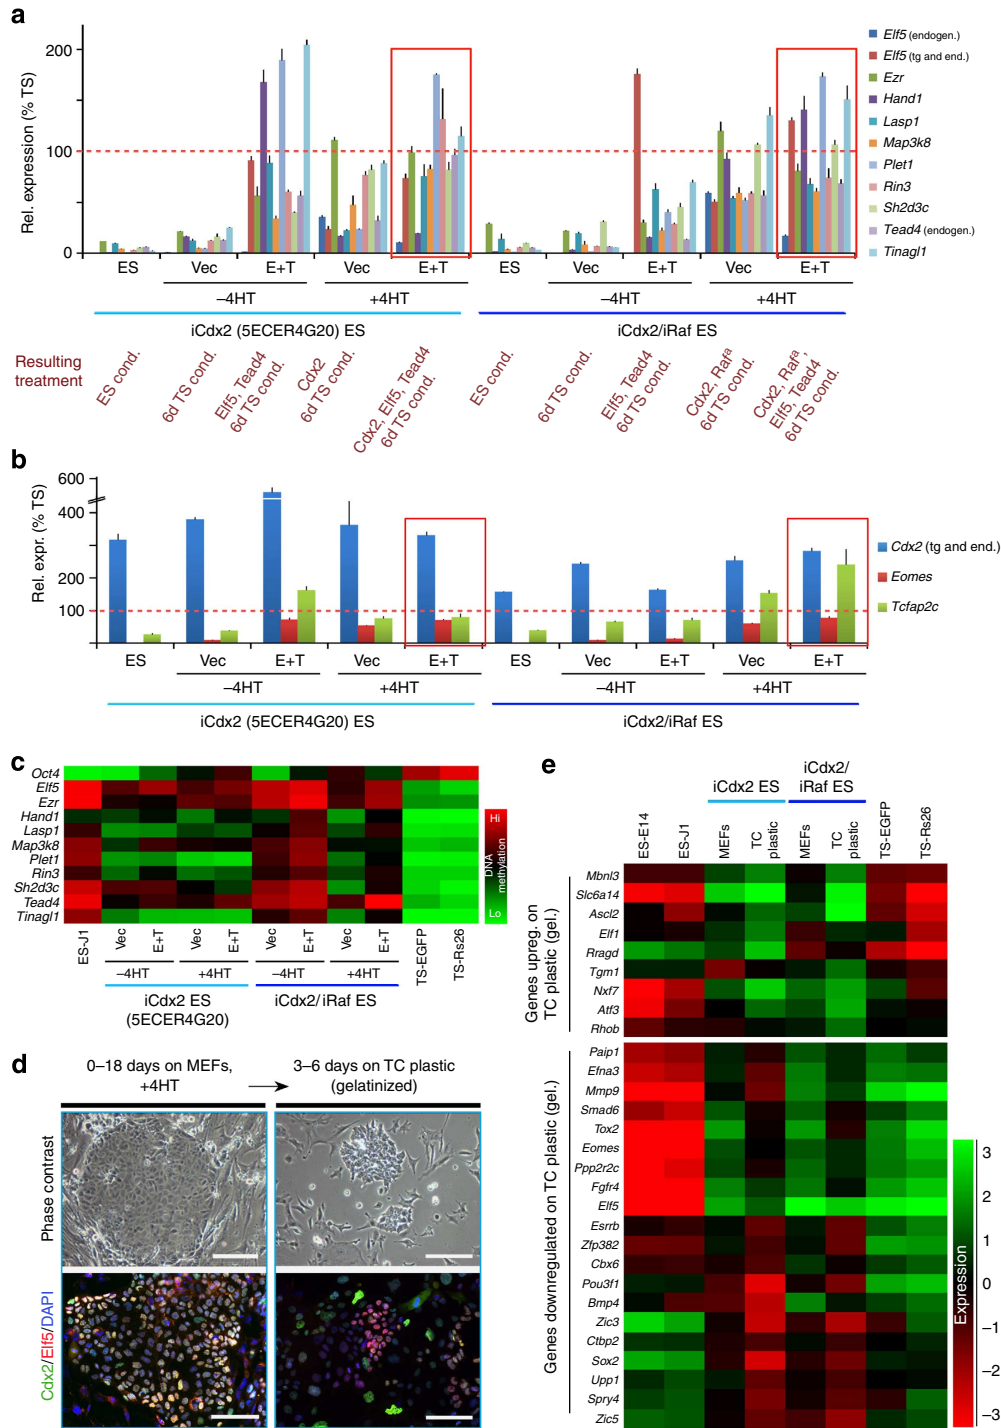 a
Rel. expression (% TS)
200
100
0
Elf5 (endogen.)
Elf5 (tg and end.)
Ezr
Hand1
Lasp1
Map3k8
Plet1
Rin3
Sh2d3c
Tead4 (endogen.)
Tinagl1
ES Vec E+T Vec E+T ES Vec E+T Vec E+T
–4HT +4HT –4HT +4HT
iCdx2 (5ECER4G20) ES iCdx2/iRaf ES
Resulting
treatment
ES cond.
6d TS cond.
Elf5, Tead4
6d TS cond.
Cdx2
6d TS cond.
Cdx2, Elf5, Tead4
6d TS cond.
ES cond.
6d TS cond.
Elf5, Tead4
6d TS cond.
Cdx2, Rafᵃ
6d TS cond.
Cdx2, Rafᵃ,
Elf5, Tead4
6d TS cond.
b
Rel. expr. (% TS)
600
400
200
100
Cdx2 (tg and end.)
Eomes
Tcfap2c
ES Vec E+T Vec E+T ES Vec E+T Vec E+T
–4HT +4HT –4HT +4HT
iCdx2 (5ECER4G20) ES iCdx2/iRaf ES
c
Oct4
Elf5
Ezr
Hand1
Lasp1
Map3k8
Plet1
Rin3
Sh2d3c
Tead4
Tinagl1
Hi
DNA
methylation
Lo
ES-J1 Vec E+T Vec E+T Vec E+T Vec E+T TS-EGFP TS-Rs26
–4HT +4HT –4HT +4HT
iCdx2 ES iCdx2/iRaf ES
(5ECER4G20)
d
0–18 days on MEFs,
+4HT
3–6 days on TC plastic
(gelatinized)
Phase contrast
Cdx2/Elf5/DAPI
e
iCdx2 ES
iCdx2/
iRaf ES
ES-E14
ES-J1
MEFs
TC
plastic
MEFs
TC
plastic
TS-EGFP
TS-Rs26
Genes upreg. on
TC plastic (gel.)
Mbnl3
Slc6a14
Ascl2
Elf1
Rragd
Tgm1
Nxf7
Atf3
Rhob
Genes downregulated on TC plastic (gel.)
Paip1
Efna3
Mmp9
Smad6
Tox2
Eomes
Ppp2r2c
Fgfr4
Elf5
Esrrb
Zfp382
Cbx6
Pou3f1
Bmp4
Zic3
Ctbp2
Sox2
Upp1
Spry4
Zic5
Expression
3
2
1
0
–1
–2
–3